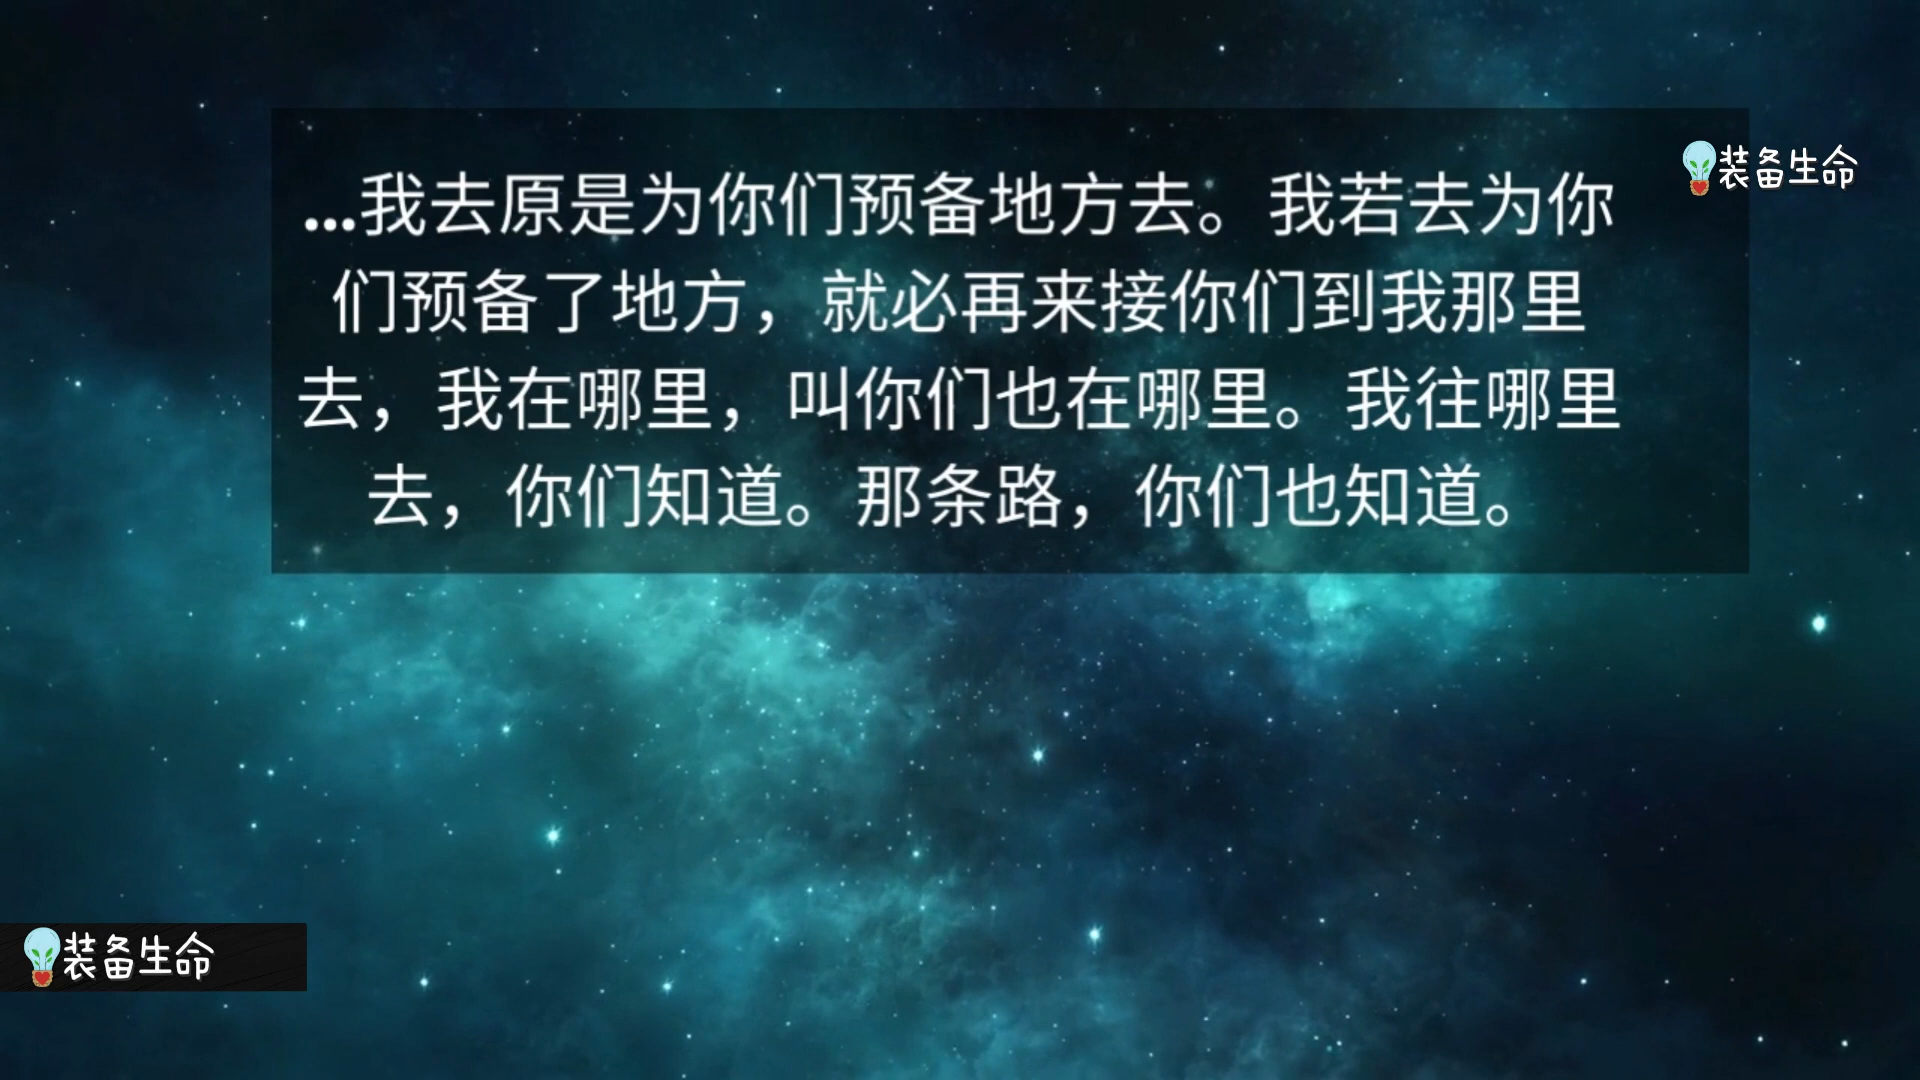 ...我去原是为你们预备地方去。我若去为你
们预备了地方，就必再来接你们到我那里
去，我在哪里，叫你们也在哪里。我往哪里
去，你们知道。那条路，你们也知道。
装备生命
装备生命